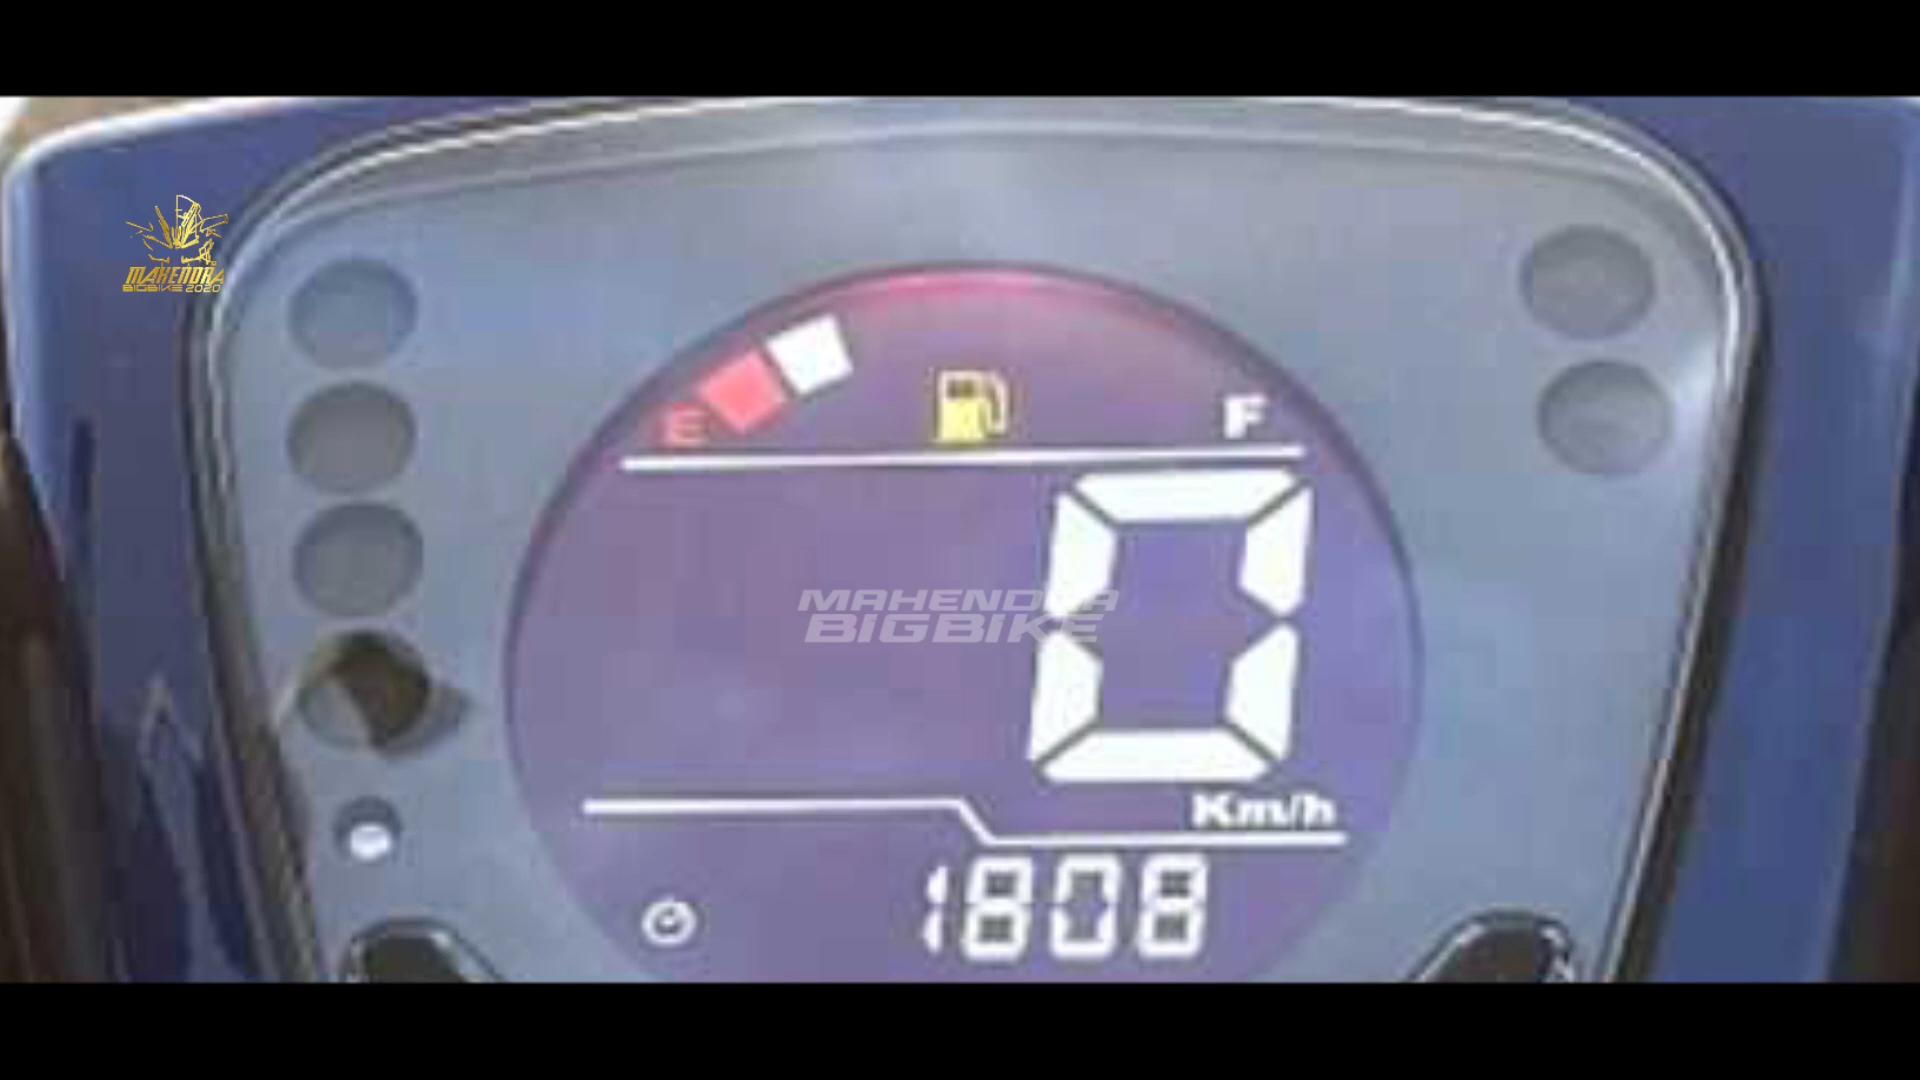 MAHENDRA
BIGBIKE 2020
E F
0
MAHENDRA
BIGBIKE
Km/h
1808